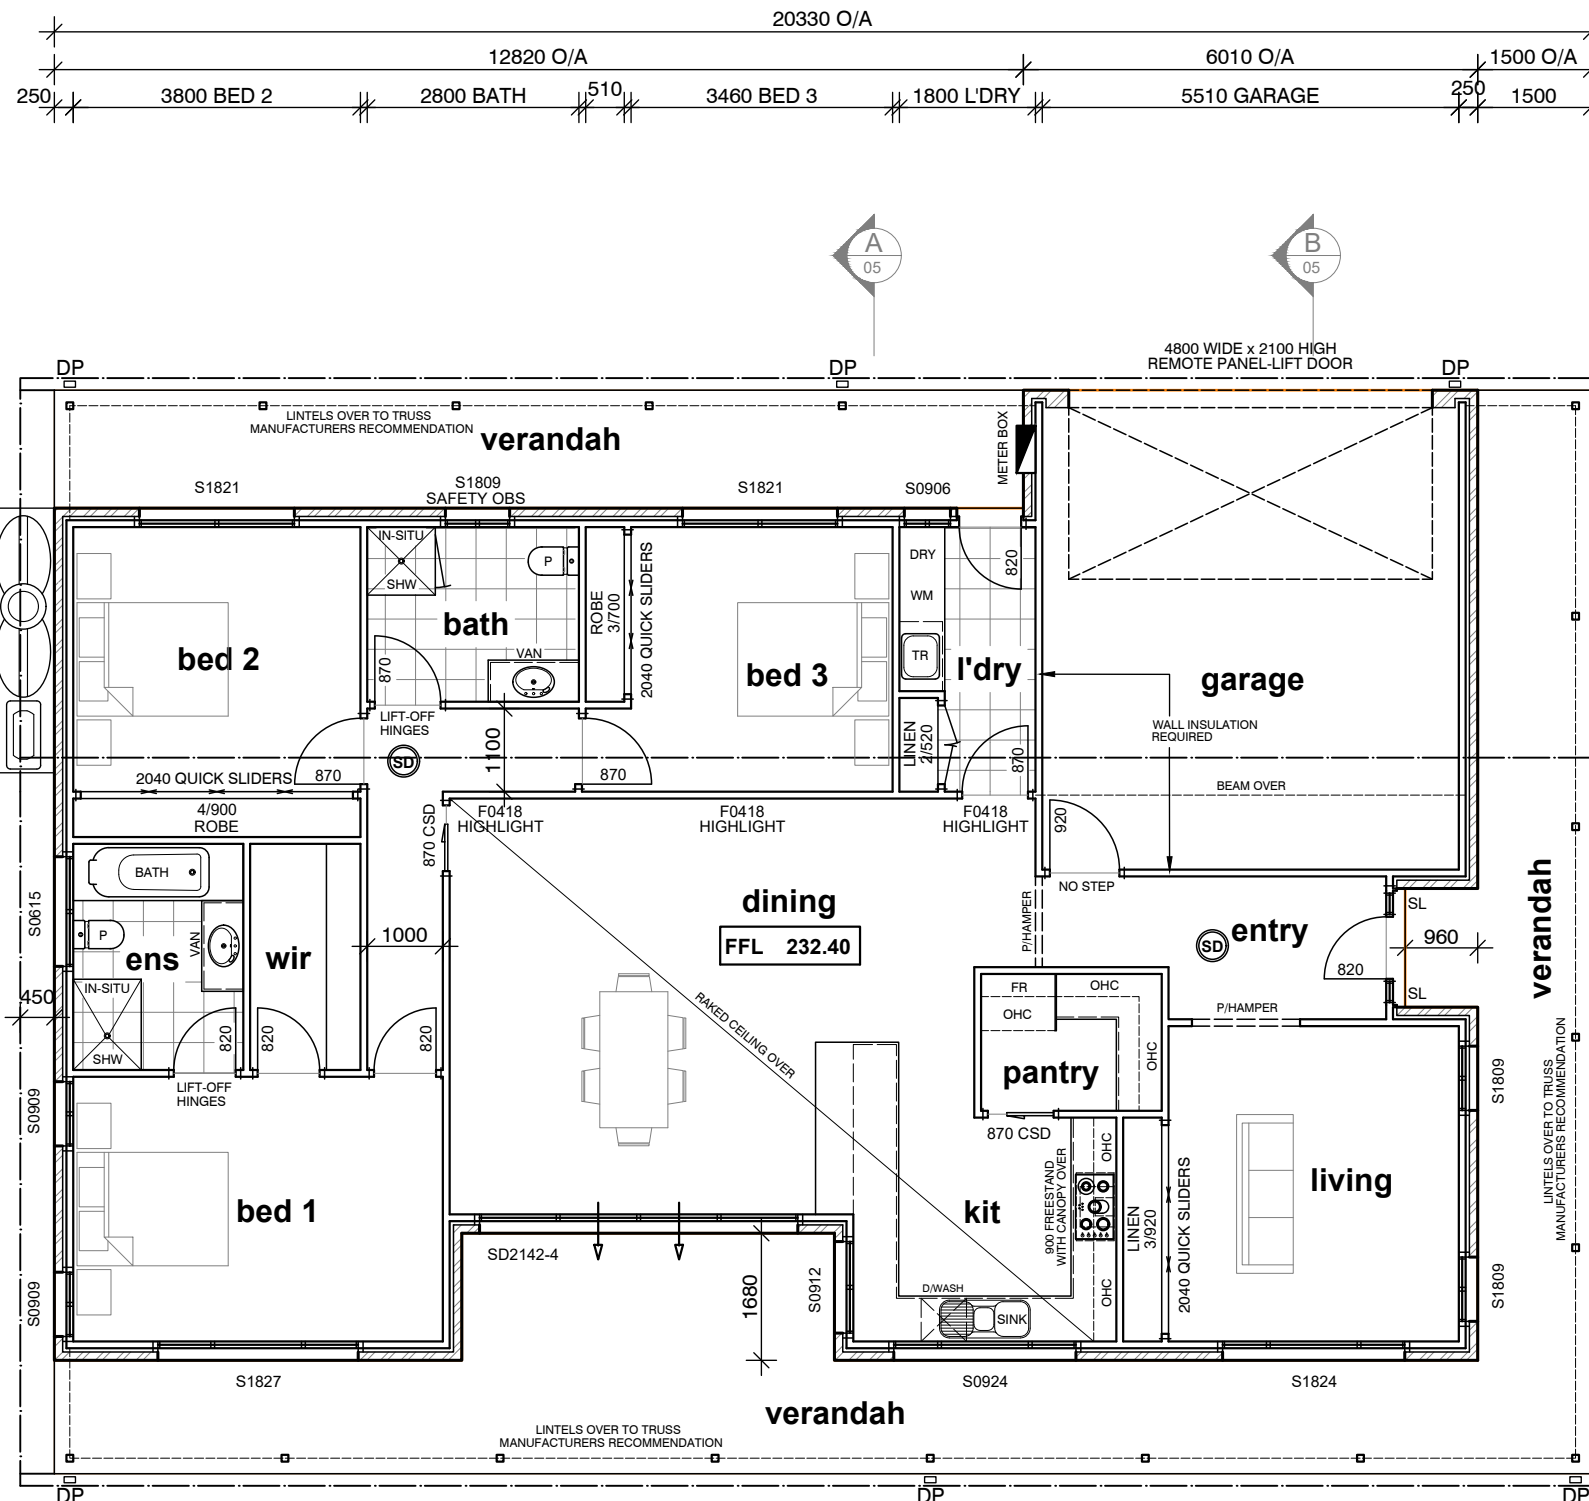 20330 O/A
12820 O/A
6010 O/A
1500 O/A
250
3800 BED 2
2800 BATH
510
3460 BED 3
1800 L'DRY
5510 GARAGE
250
1500
A
05
B
05
4800 WIDE x 2100 HIGH
REMOTE PANEL-LIFT DOOR
DP
DP
DP
LINTELS OVER TO TRUSS
MANUFACTURERS RECOMMENDATION
verandah
METER BOX
S1821
S1809
SAFETY OBS
S1821
S0906
IN-SITU
SHW
P
bath
VAN
870
LIFT-OFF
HINGES
bed 2
ROBE
3/700
2040 QUICK SLIDERS
bed 3
DRY
WM
TR
820
l'dry
LINEN
2/520
870
garage
WALL INSULATION
REQUIRED
BEAM OVER
SD
1100
870
870
2040 QUICK SLIDERS
4/900
ROBE
870 CSD
F0418
HIGHLIGHT
F0418
HIGHLIGHT
F0418
HIGHLIGHT
920
NO STEP
P/HAMPER
BATH
S0615
P
VAN
ens
wir
1000
IN-SITU
SHW
450
820
820
820
LIFT-OFF
HINGES
dining
FFL 232.40
RAKED CEILING OVER
SD
entry
SL
960
820
SL
P/HAMPER
verandah
LINTELS OVER TO TRUSS
MANUFACTURERS RECOMMENDATION
FR
OHC
OHC
OHC
pantry
870 CSD
S0909
bed 1
S0909
S1827
SD2142-4
1680
S0912
kit
900 FREESTAND
WITH CANOPY OVER
OHC
OHC
D/WASH
SINK
S0924
LINEN
3/920
2040 QUICK SLIDERS
living
S1809
S1809
S1824
verandah
LINTELS OVER TO TRUSS
MANUFACTURERS RECOMMENDATION
DP
DP
DP